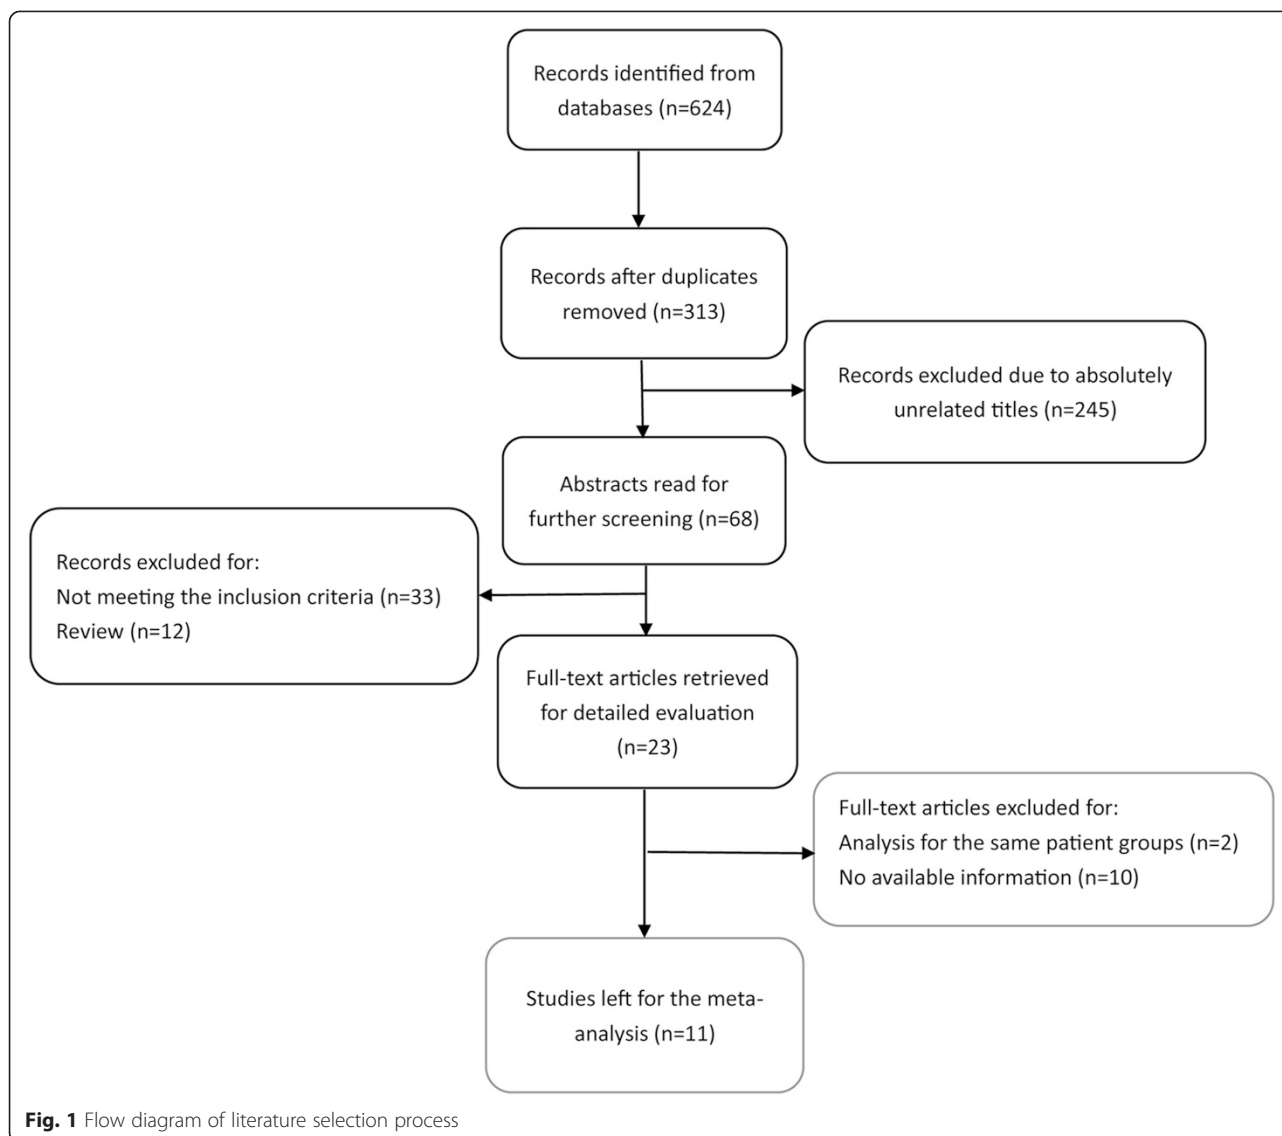 Records identified from
databases (n=624)
Records after duplicates
removed (n=313)
Records excluded due to absolutely
unrelated titles (n=245)
Abstracts read for
further screening (n=68)
Records excluded for:
Not meeting the inclusion criteria (n=33)
Review (n=12)
Full-text articles retrieved
for detailed evaluation
(n=23)
Full-text articles excluded for:
Analysis for the same patient groups (n=2)
No available information (n=10)
Studies left for the meta-
analysis (n=11)
Fig. 1 Flow diagram of literature selection process